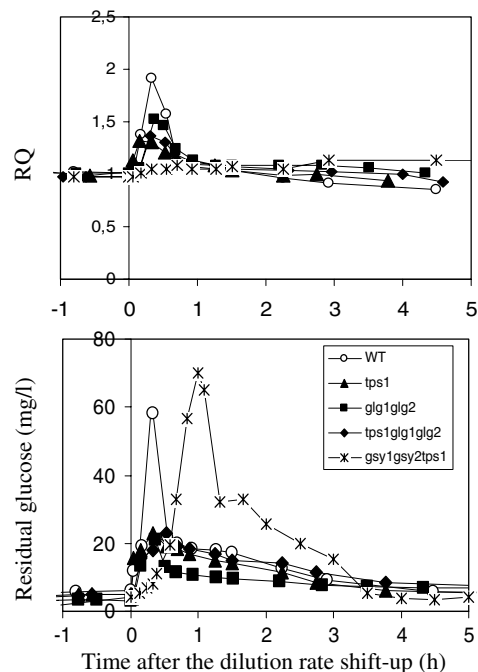 2,5
2
1,5
RQ
1
0,5
0
-1 0 1 2 3 4 5
80
WT
tps1
glg1glg2
tps1glg1glg2
gsy1gsy2tps1
60
Residual glucose (mg/l)
40
20
0
-1 0 1 2 3 4 5
Time after the dilution rate shift-up (h)